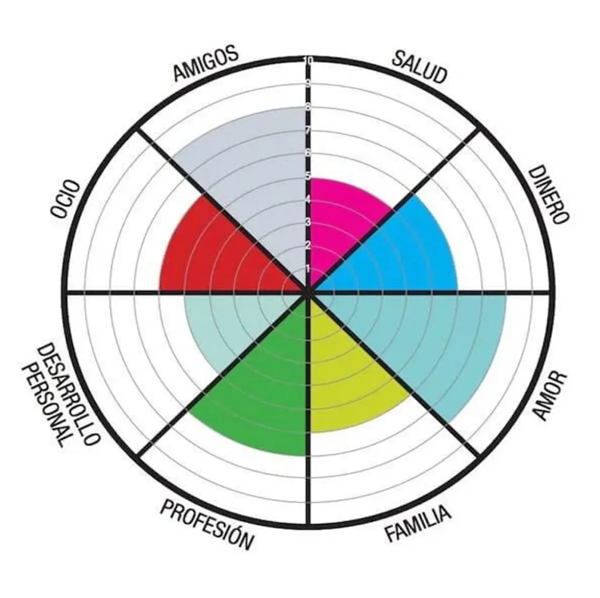 AMIGOS
SALUD
OCIO
DINERO
DESARROLLO
PERSONAL
AMOR
PROFESIÓN
FAMILIA
10
9
8
7
6
5
4
3
2
1